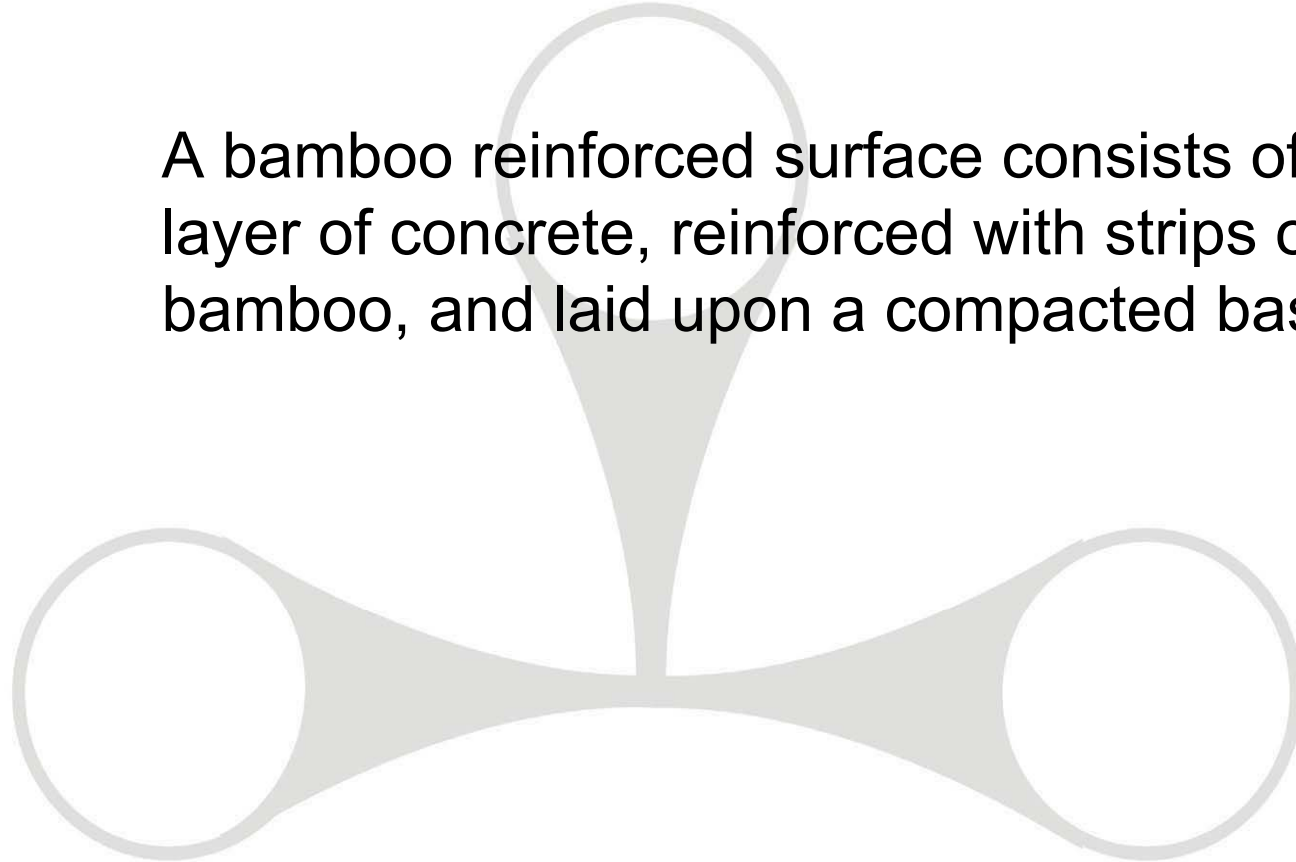 A bamboo reinforced surface consists of
layer of concrete, reinforced with strips
bamboo, and laid upon a compacted